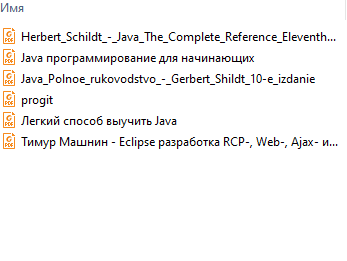 Имя
Herbert_Schildt_-_Java_The_Complete_Reference_Eleventh...
Java программирование для начинающих
Java_Polnoe_rukovodstvo_-_Gerbert_Shildt_10-e_izdanie
progit
Легкий способ выучить Java
Тимур Машнин - Eclipse разработка RCP-, Web-, Ajax- и...